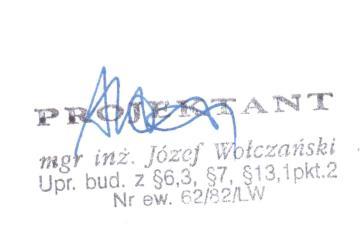 PROJEKTANT
mgr inż. Józef Wołczański
Upr. bud. z §6,3, §7, §13,1pkt.2
Nr ew. 62/82/LW